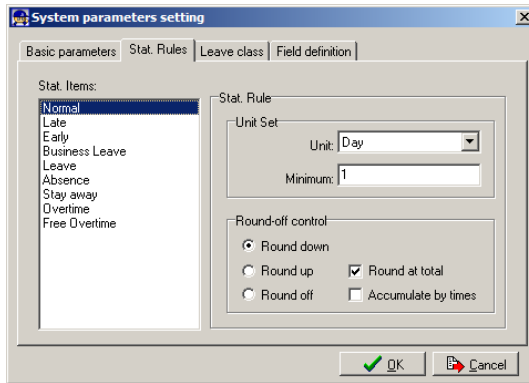 System parameters setting
Basic parameters
Stat. Rules
Leave class
Field definition
Stat. Items:
Normal
Late
Early
Business Leave
Leave
Absence
Stay away
Overtime
Free Overtime
Stat. Rule
Unit Set
Unit: Day
Minimum: 1
Round-off control
Round down
Round up
Round at total
Round off
Accumulate by times
OK
Cancel